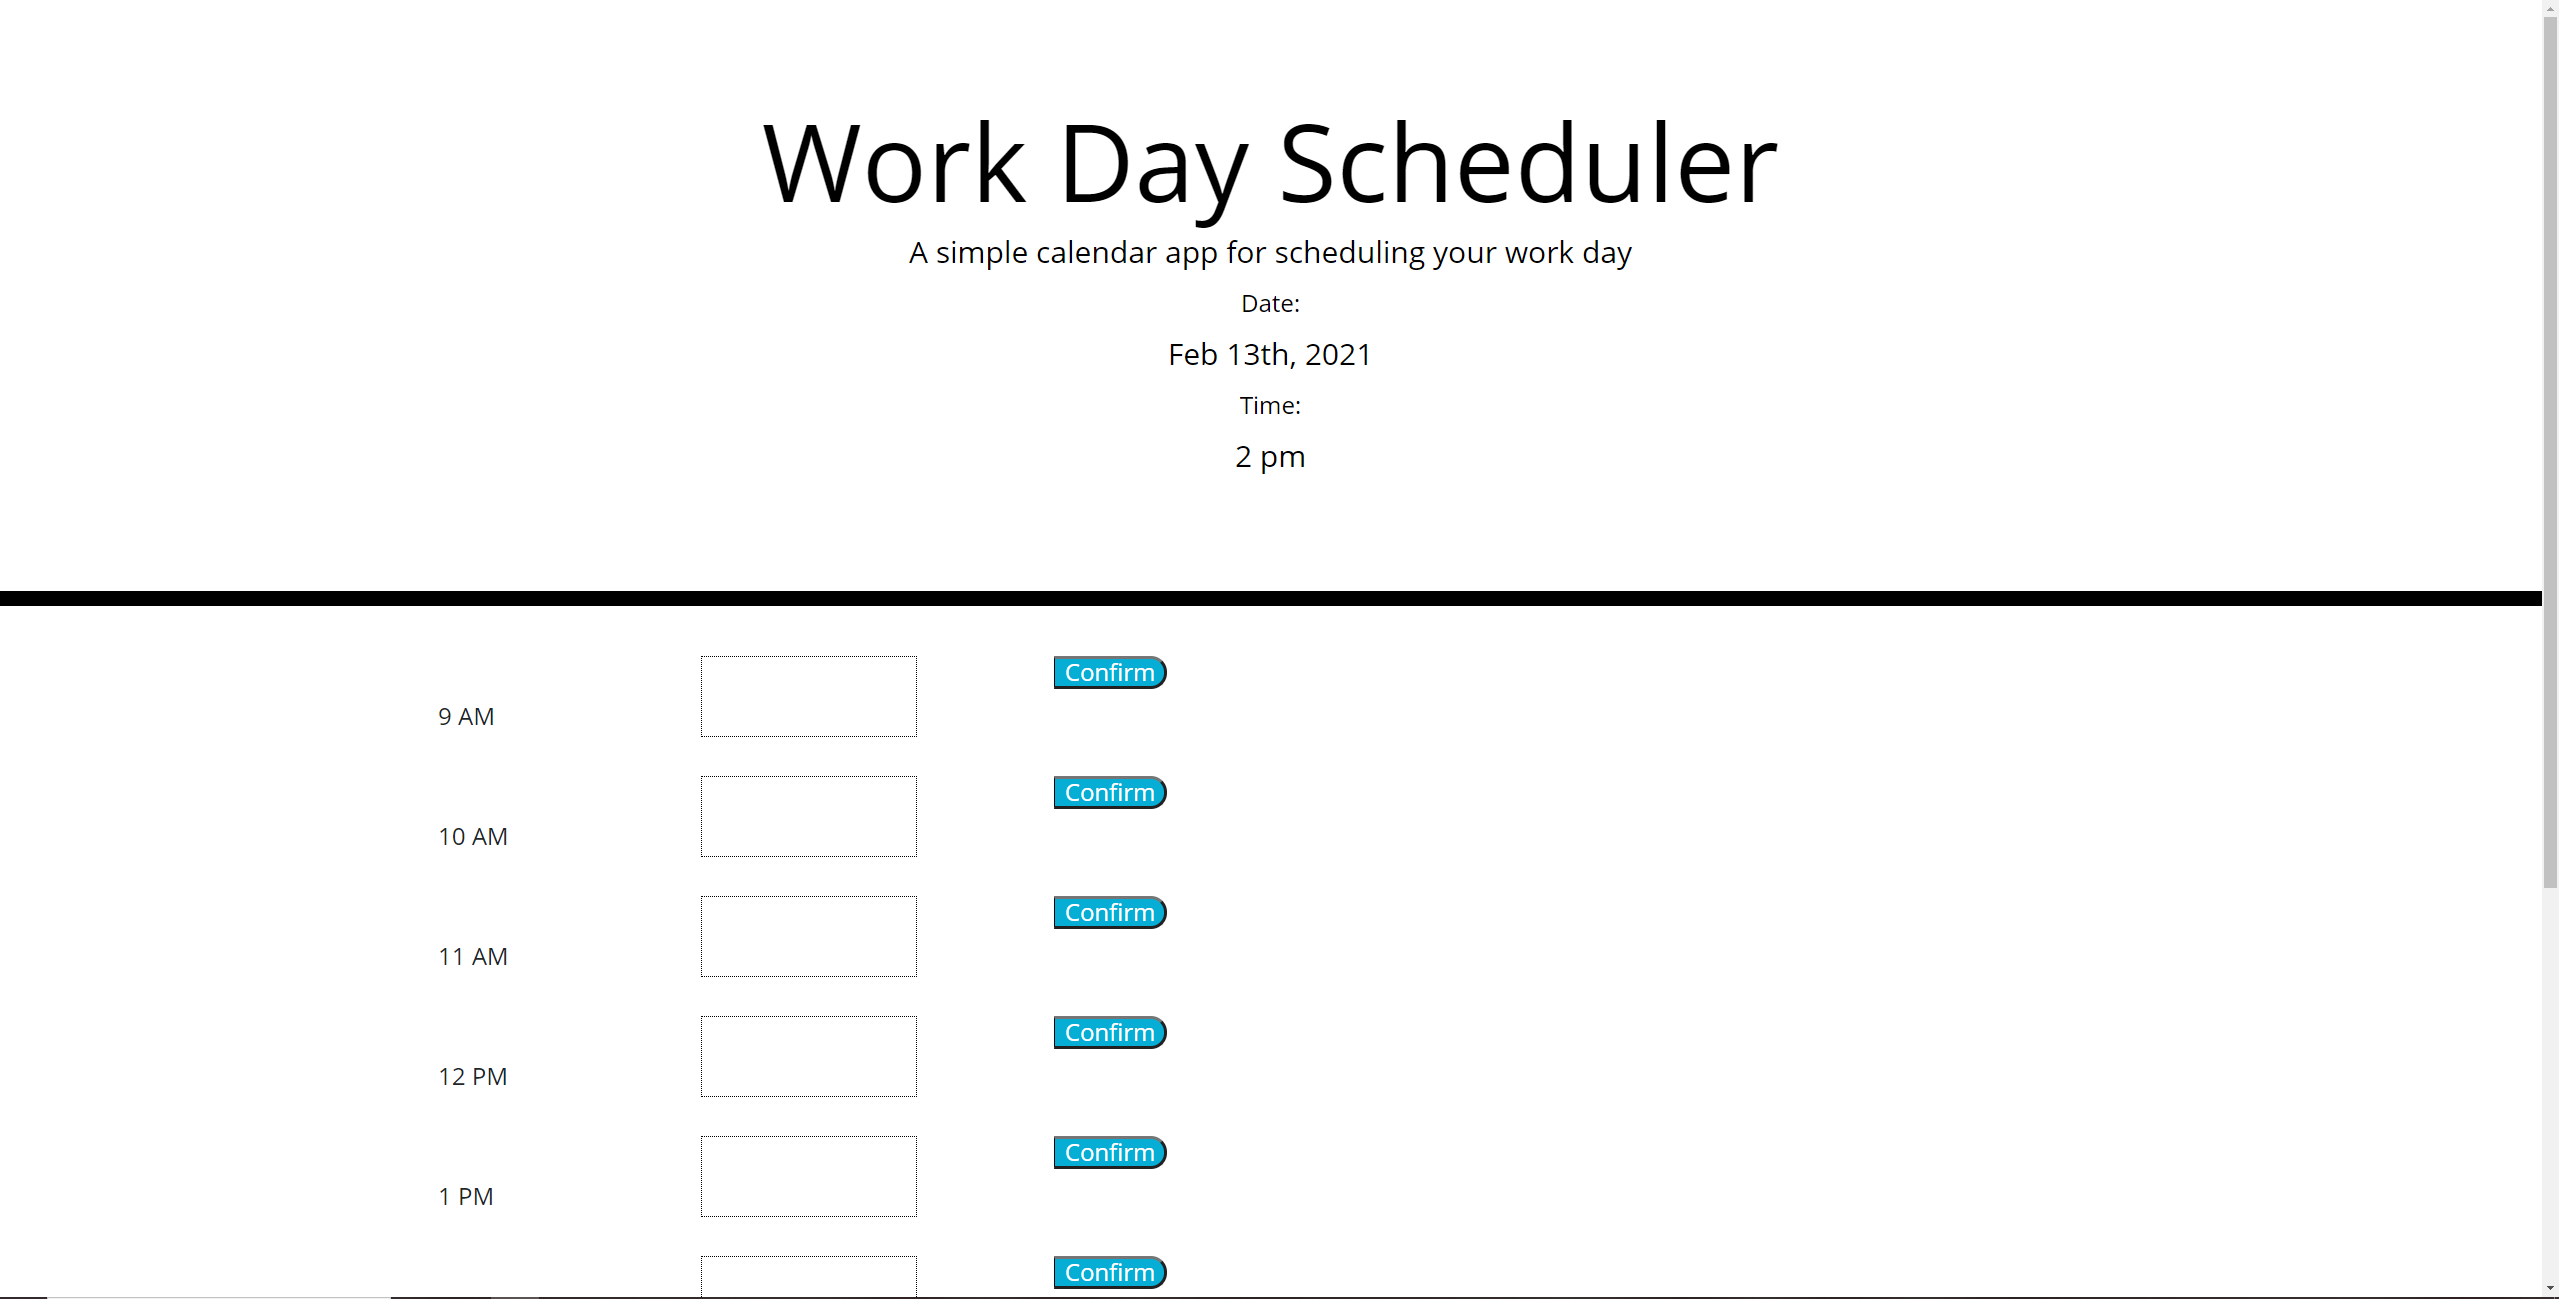 Work Day Scheduler
A simple calendar app for scheduling your work day
Date:
Feb 13th, 2021
Time:
2 pm
Confirm
9 AM
Confirm
10 AM
Confirm
11 AM
Confirm
12 PM
Confirm
1 PM
Confirm